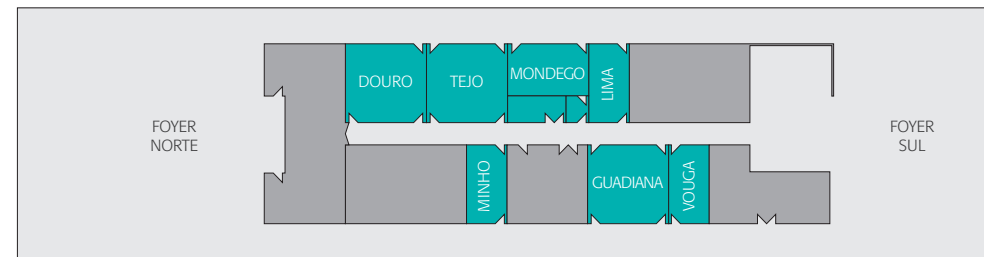 FOYER
NORTE
DOURO
TEJO
MONDEGO
LIMA
MINHO
GUADIANA
VOUGA
FOYER
SUL